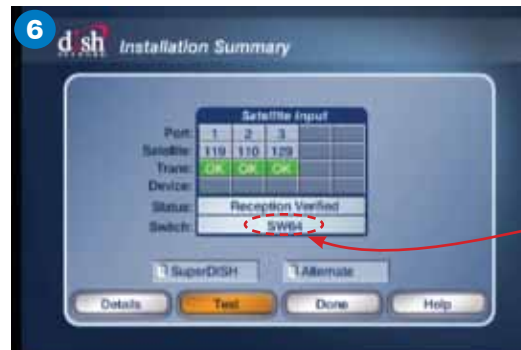 6
dish Installation Summary
NETWORK
Satellite Input
Port: 1 2 3
Satellite: 119 110 129
Trans: OK OK OK
Device:
Status: Reception Verified
Switch: SW64
SuperDISH Alternate
Details Test Done Help